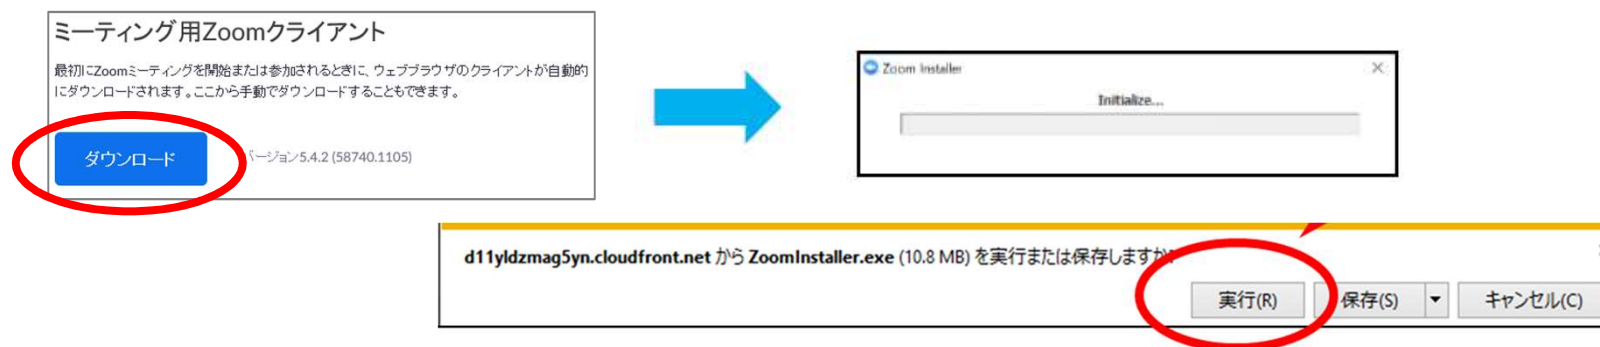 ミーティング用Zoomクライアント
最初にZoomミーティングを開始または参加されるときに、ウェブブラウザのクライアントが自動的
にダウンロードされます。ここから手動でダウンロードすることもできます。
ダウンロード
バージョン5.4.2 (58740.1105)
Zoom Installer
Initialize...
d11yldzmag5yn.cloudfront.net から ZoomInstaller.exe (10.8 MB) を実行または保存しますか?
実行(R)
保存(S)
キャンセル(C)